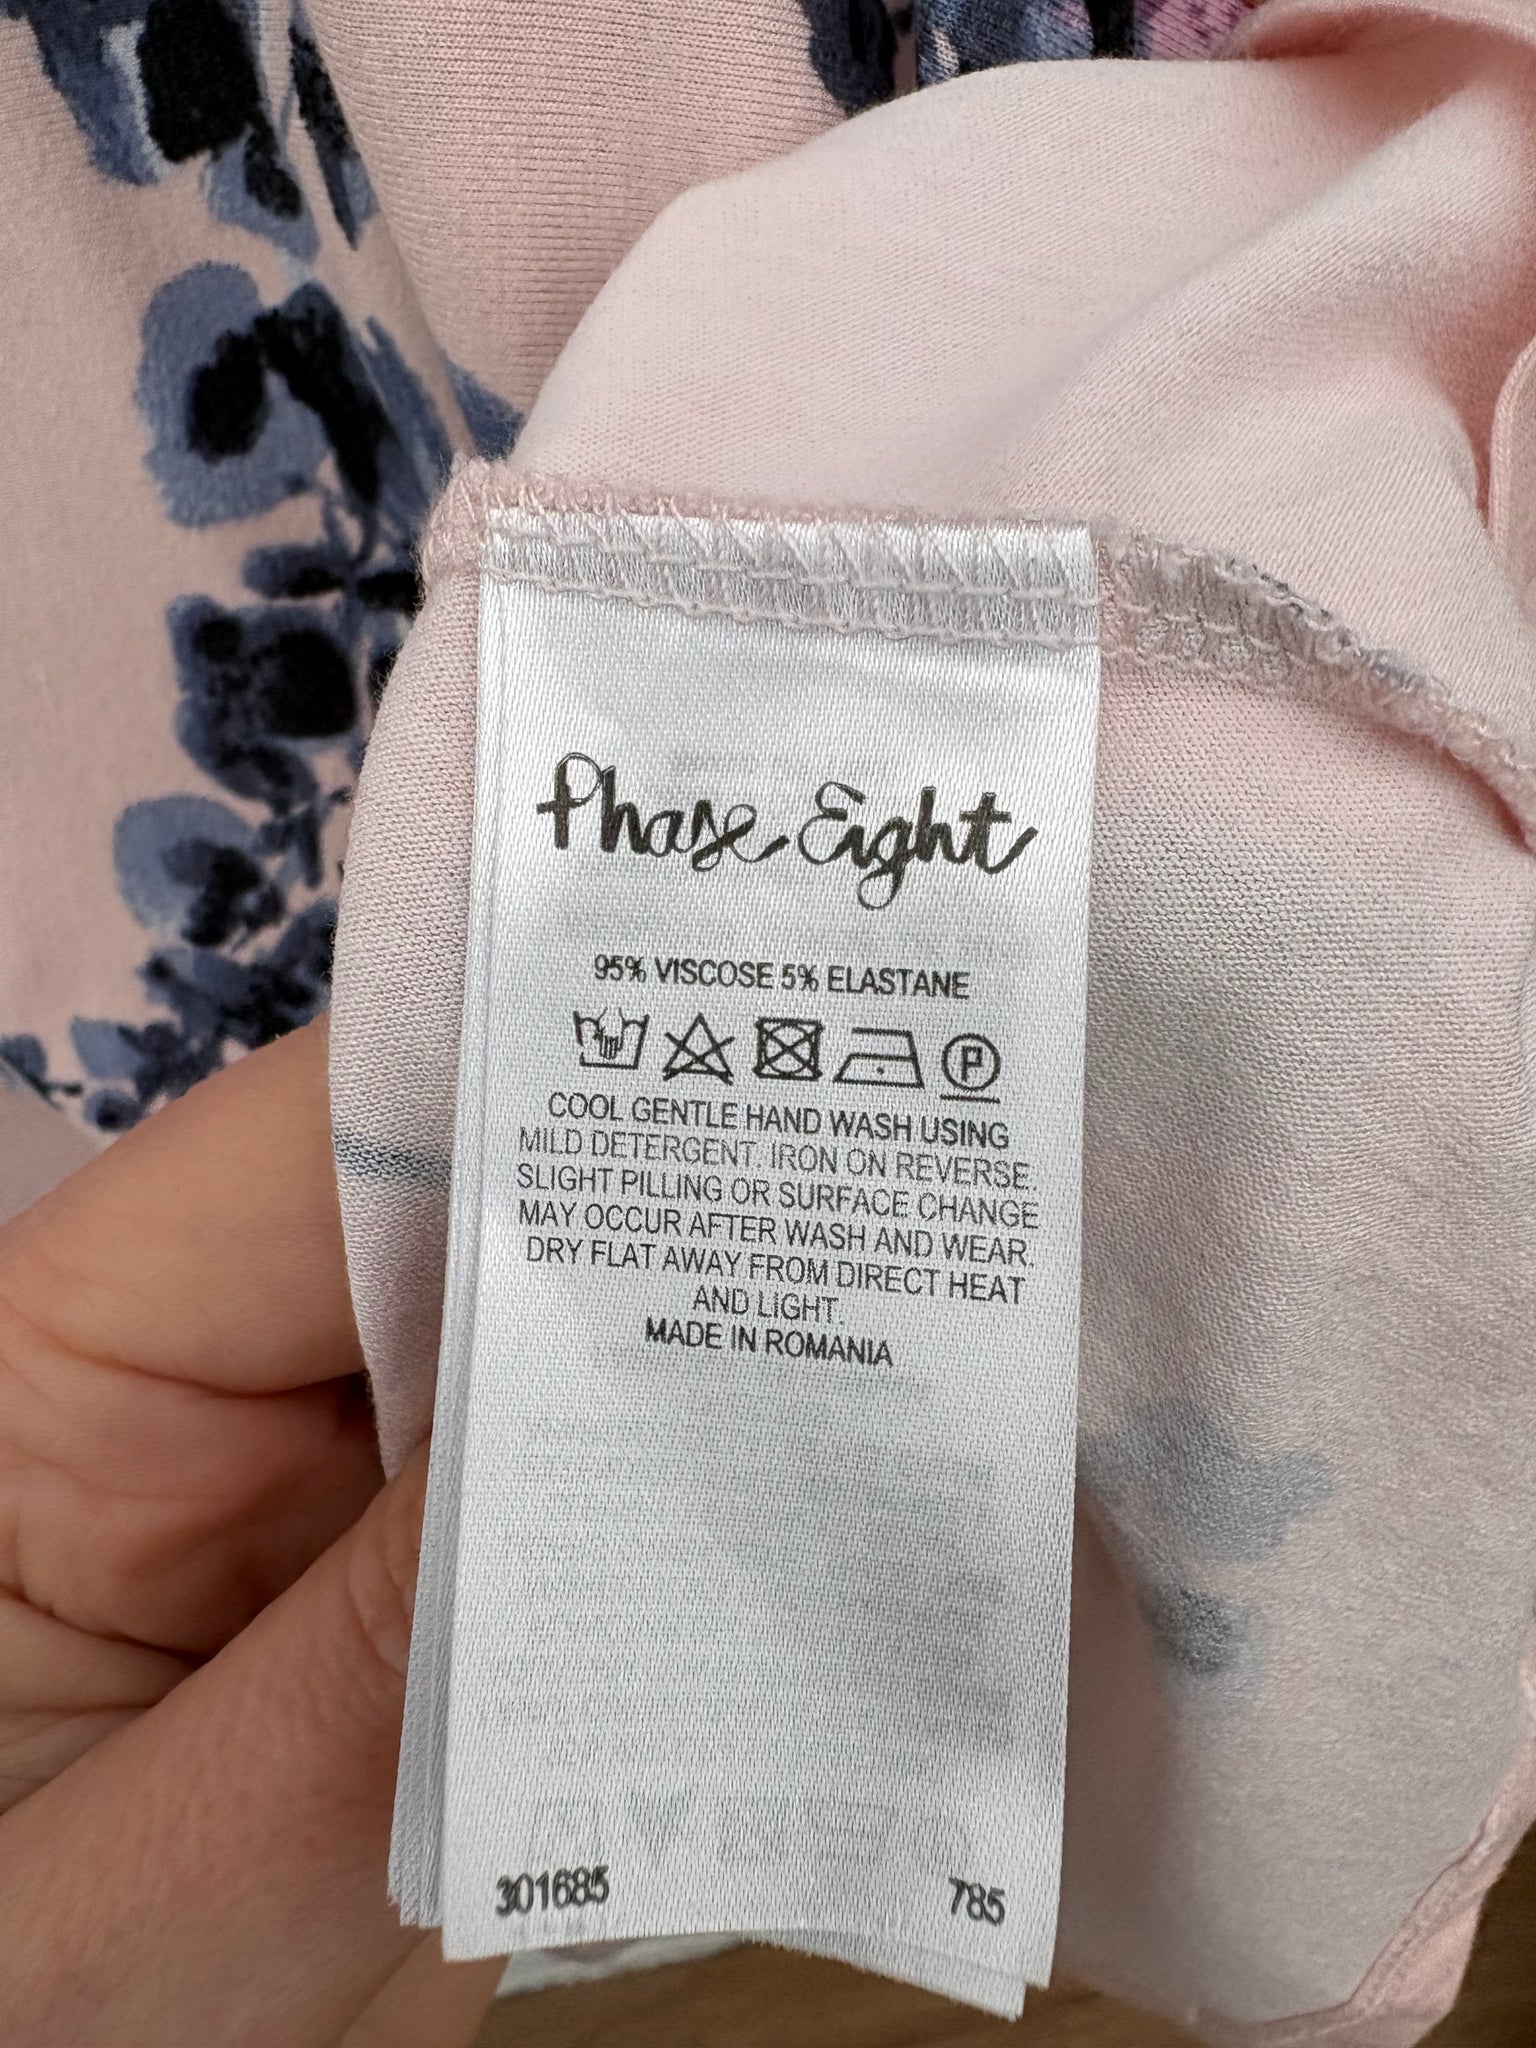 Phase Eight
95% VISCOSE 5% ELASTANE
P
COOL GENTLE HAND WASH USING
MILD DETERGENT. IRON ON REVERSE.
SLIGHT PILLING OR SURFACE CHANGE
MAY OCCUR AFTER WASH AND WEAR.
DRY FLAT AWAY FROM DIRECT HEAT
AND LIGHT.
MADE IN ROMANIA
301685 785